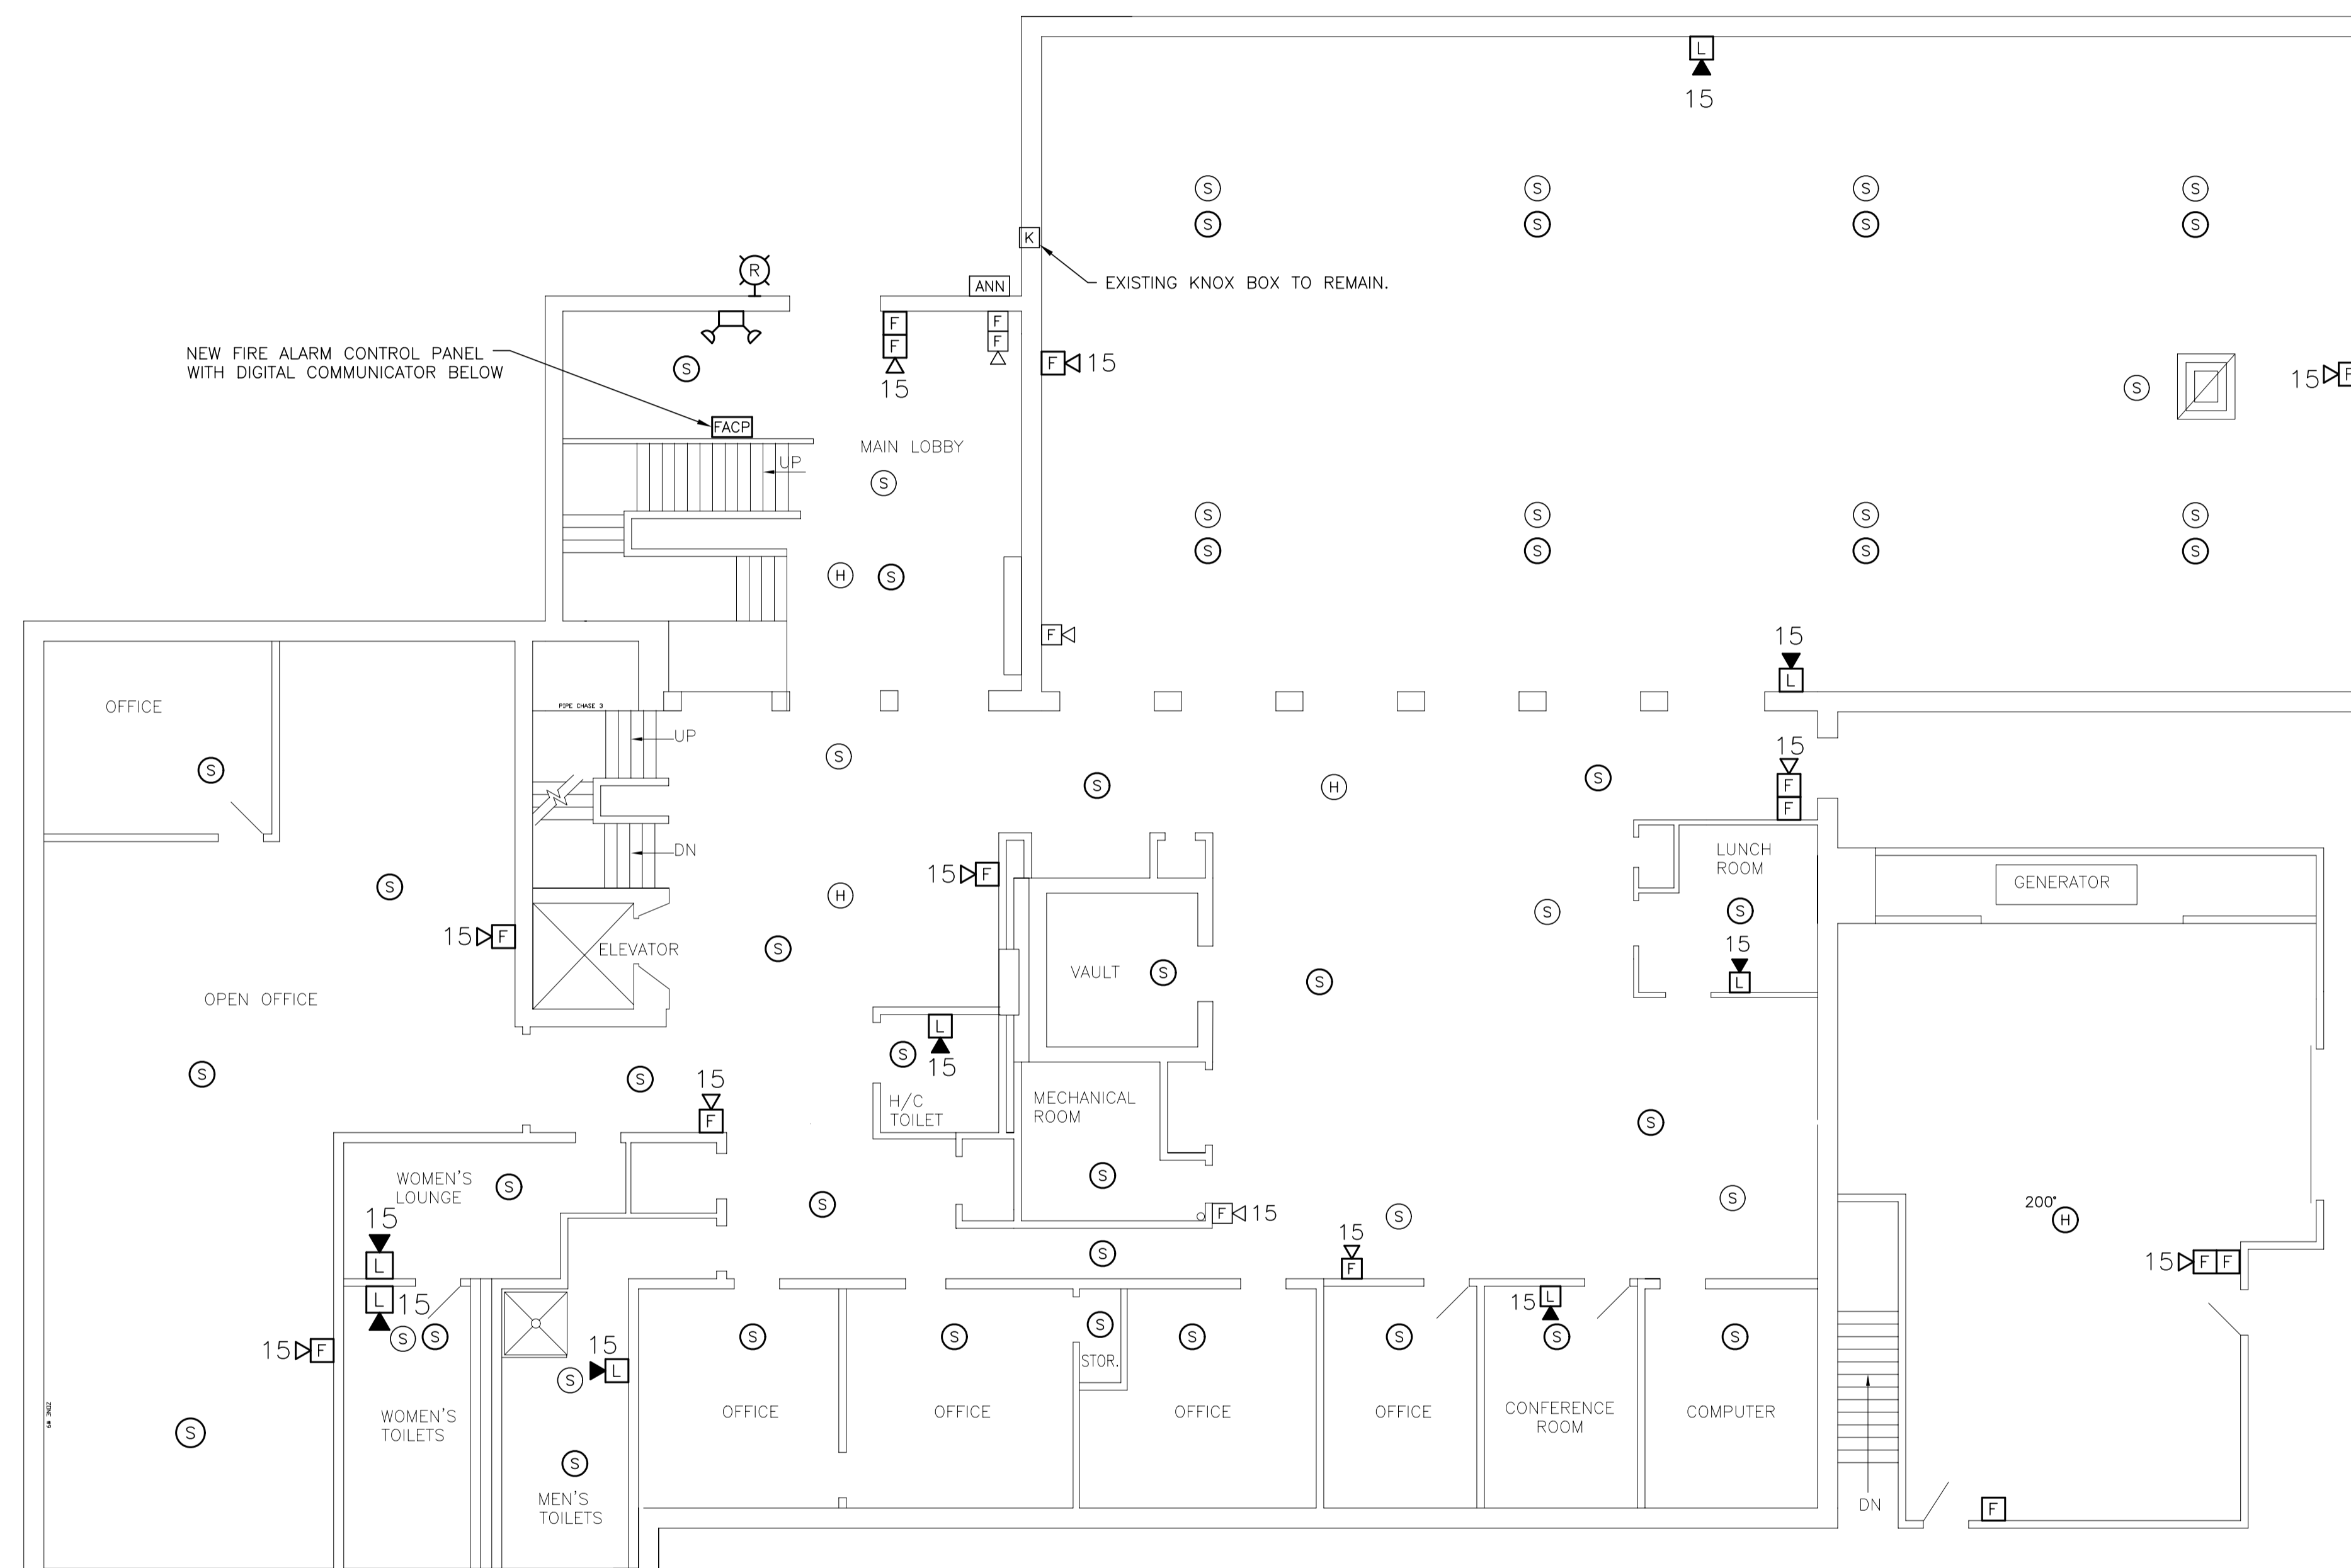 L
15
S S S S
S S S S
K
EXISTING KNOX BOX TO REMAIN.
R
ANN
F
F
15
F
F
F 15
NEW FIRE ALARM CONTROL PANEL
WITH DIGITAL COMMUNICATOR BELOW
S
FACP
S
15 F
MAIN LOBBY
UP
S
S S S S
S S S S
H
S
F
15
L
OFFICE
S
PIPE CHASE 3
UP
DN
S
S
H
S
15
F
F
S
15 F
H
S
15 F
ELEVATOR
OPEN OFFICE
S
VAULT
S
S
S
LUNCH
ROOM
S
15
L
GENERATOR
S
S
15
F
L
15
S
H/C
TOILET
MECHANICAL
ROOM
S
S
WOMEN'S
LOUNGE
S
S
F 15
S
S
S
200°
H
15 F F
15
L
L
15
S
S
15 F
15
L
S
15
F
15 L
S
S
S
S
S
S
S
STOR.
ZONE #9
S
WOMEN'S
TOILETS
S
MEN'S
TOILETS
OFFICE
OFFICE
OFFICE
OFFICE
CONFERENCE
ROOM
COMPUTER
DN
F